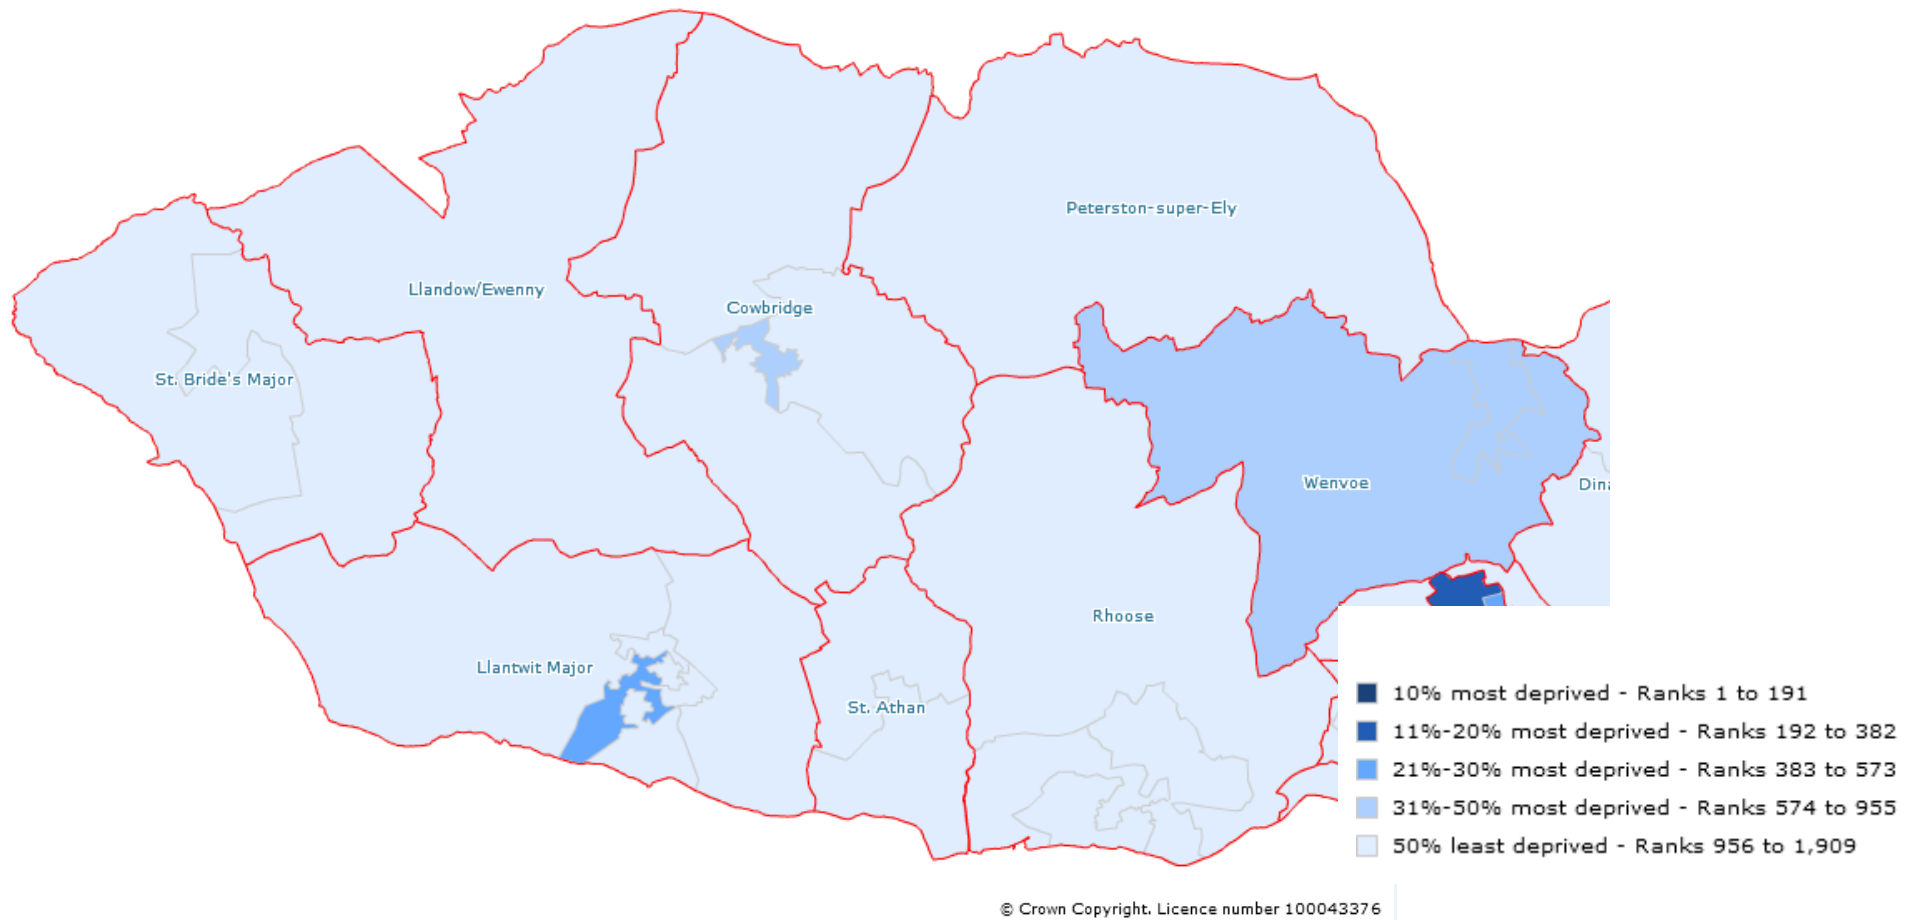 Peterston-super-Ely
Llandow/Ewenny
Cowbridge
St. Bride's Major
Wenvoe
Dina
Rhoose
Llantwit Major
St. Athan
10% most deprived - Ranks 1 to 191
11%-20% most deprived - Ranks 192 to 382
21%-30% most deprived - Ranks 383 to 573
31%-50% most deprived - Ranks 574 to 955
50% least deprived - Ranks 956 to 1,909
© Crown Copyright. Licence number 100043376